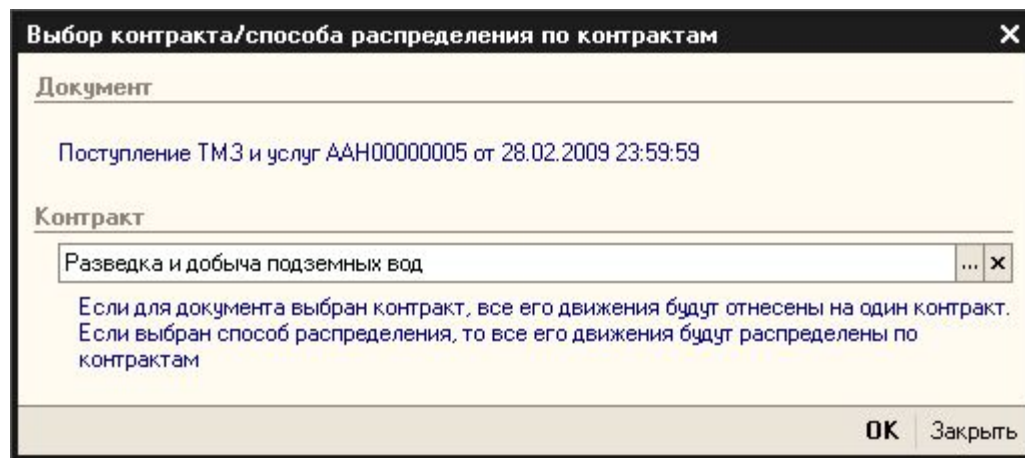 Выбор контракта/способа распределения по контрактам
Документ
Поступление ТМЗ и услуг ААН00000005 от 28.02.2009 23:59:59
Контракт
Разведка и добыча подземных вод ...
Если для документа выбран контракт, все его движения будут отнесены на один контракт.
Если выбран способ распределения, то все его движения будут распределены по
контрактам
OK Закрыть